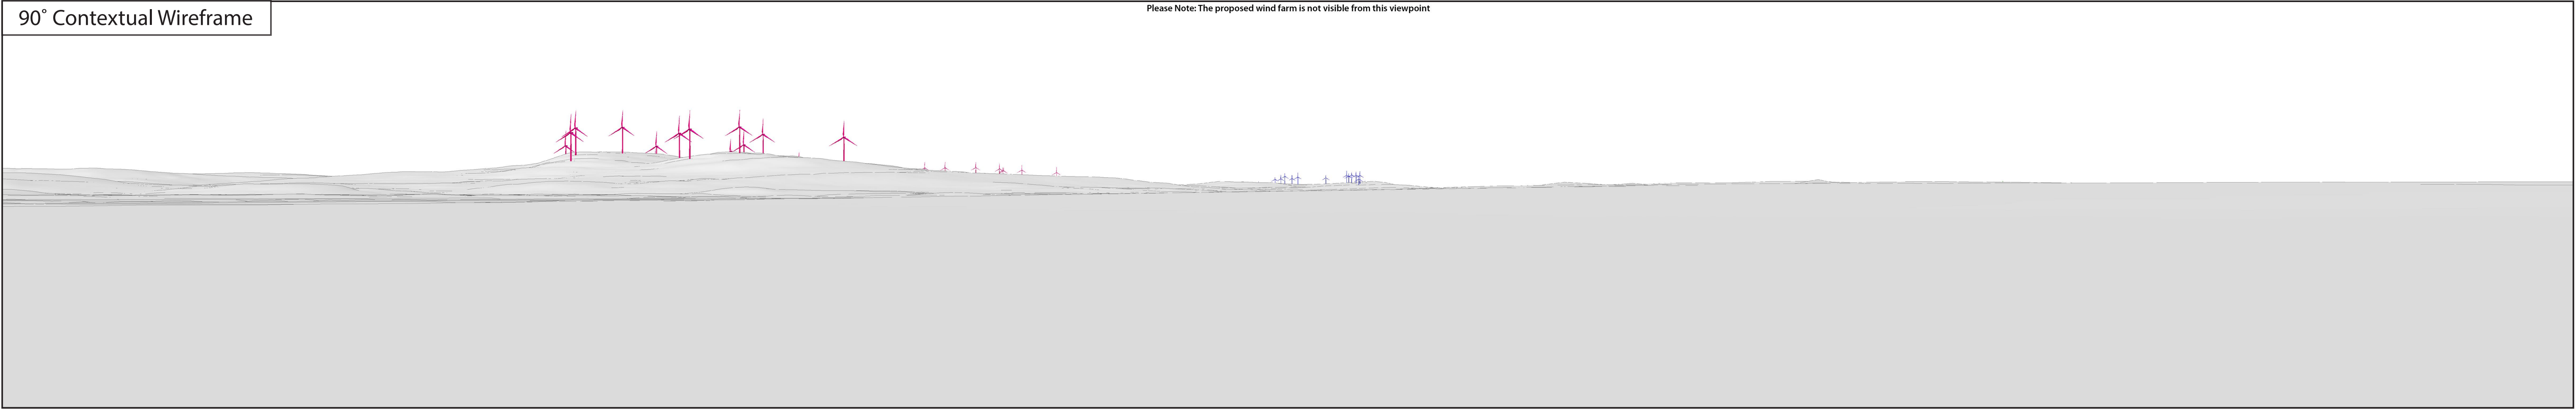 90˚ Contextual Wireframe
Please Note: The proposed wind farm is not visible from this viewpoint